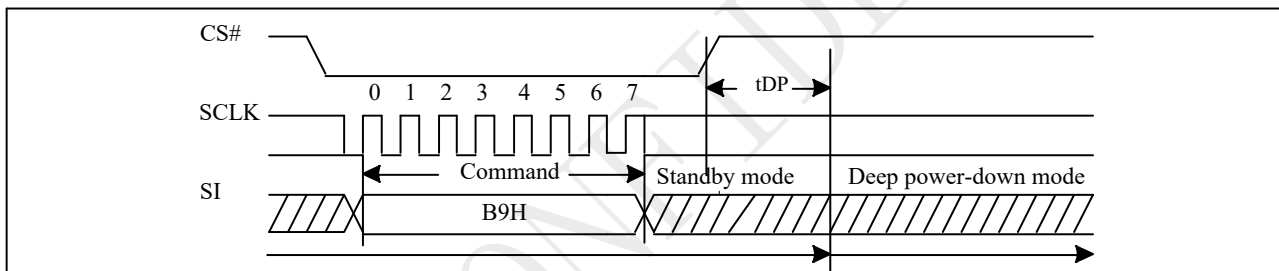 CS#
tDP
0 1 2 3 4 5 6 7
SCLK
Command
Standby mode
Deep power-down mode
SI
B9H